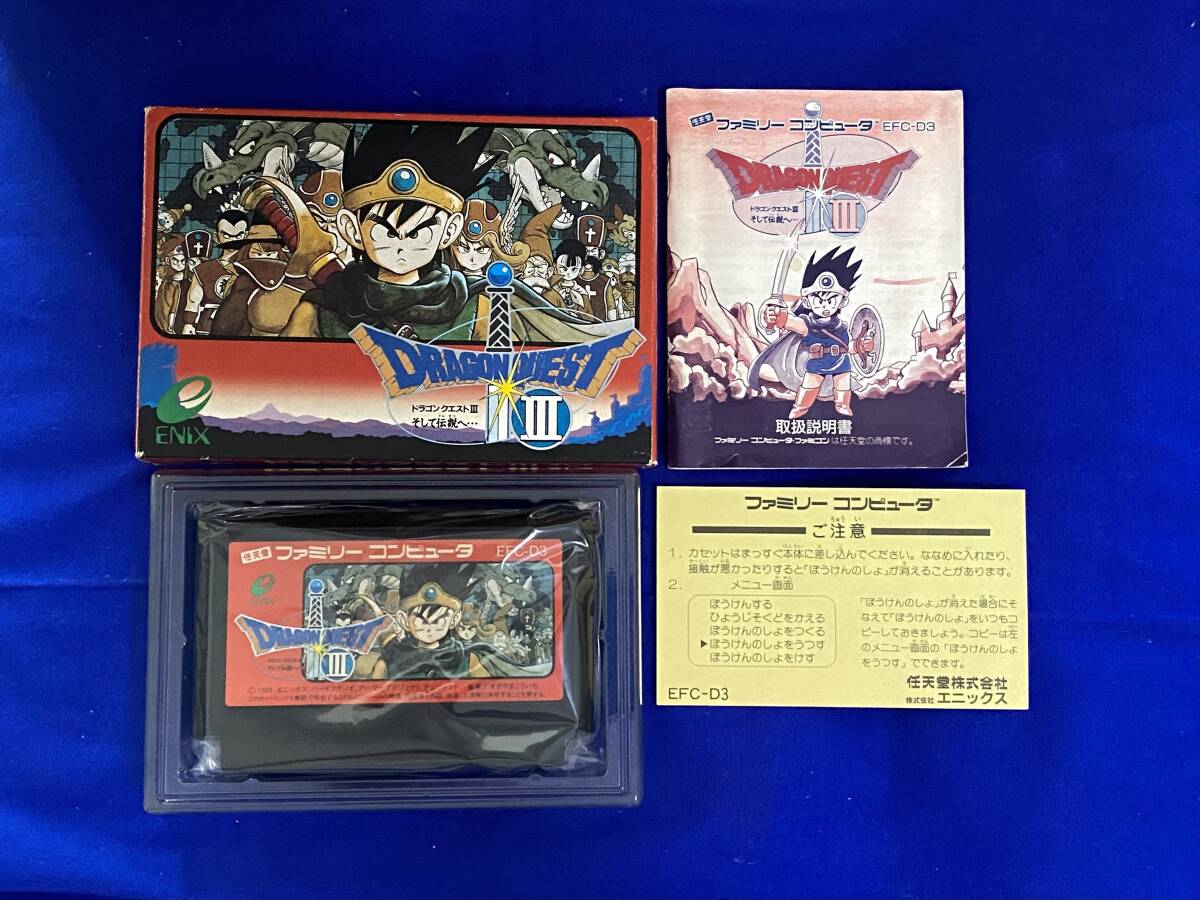 DRAGON QUEST
III
ドラゴンクエストIII
そして伝説へ…
ENIX
任天堂 ファミリー コンピュータ™ EFC-D3
DRAGON QUEST
III
ドラゴンクエストIII
そして伝説へ…
取扱説明書
ファミリー コンピュータ・ファミコンは任天堂の商標です。
任天堂 ファミリー コンピュータ EFC-D3
ENIX
DRAGON QUEST
III
そして伝説へ…
ファミリー コンピュータ™
ちゅうい
ご注意
1. カセットはまっすぐ本体に差し込んでください。ななめに入れたり、
接触が悪かったりすると「ぼうけんのしょ」が消えることがあります。
2. メニュー画面
ぼうけんする
ひょうじそくどをかえる
ぼうけんのしょをつくる
▶ぼうけんのしょをうつす
ぼうけんのしょをけす
「ぼうけんのしょ」が消えた場合にそ
なえて「ぼうけんのしょ」をいつもコ
ピーしておきましょう。コピーは左
のメニュー画面の「ぼうけんのしょ
をうつす」でできます。
EFC-D3
任天堂株式会社
株式会社 エニックス